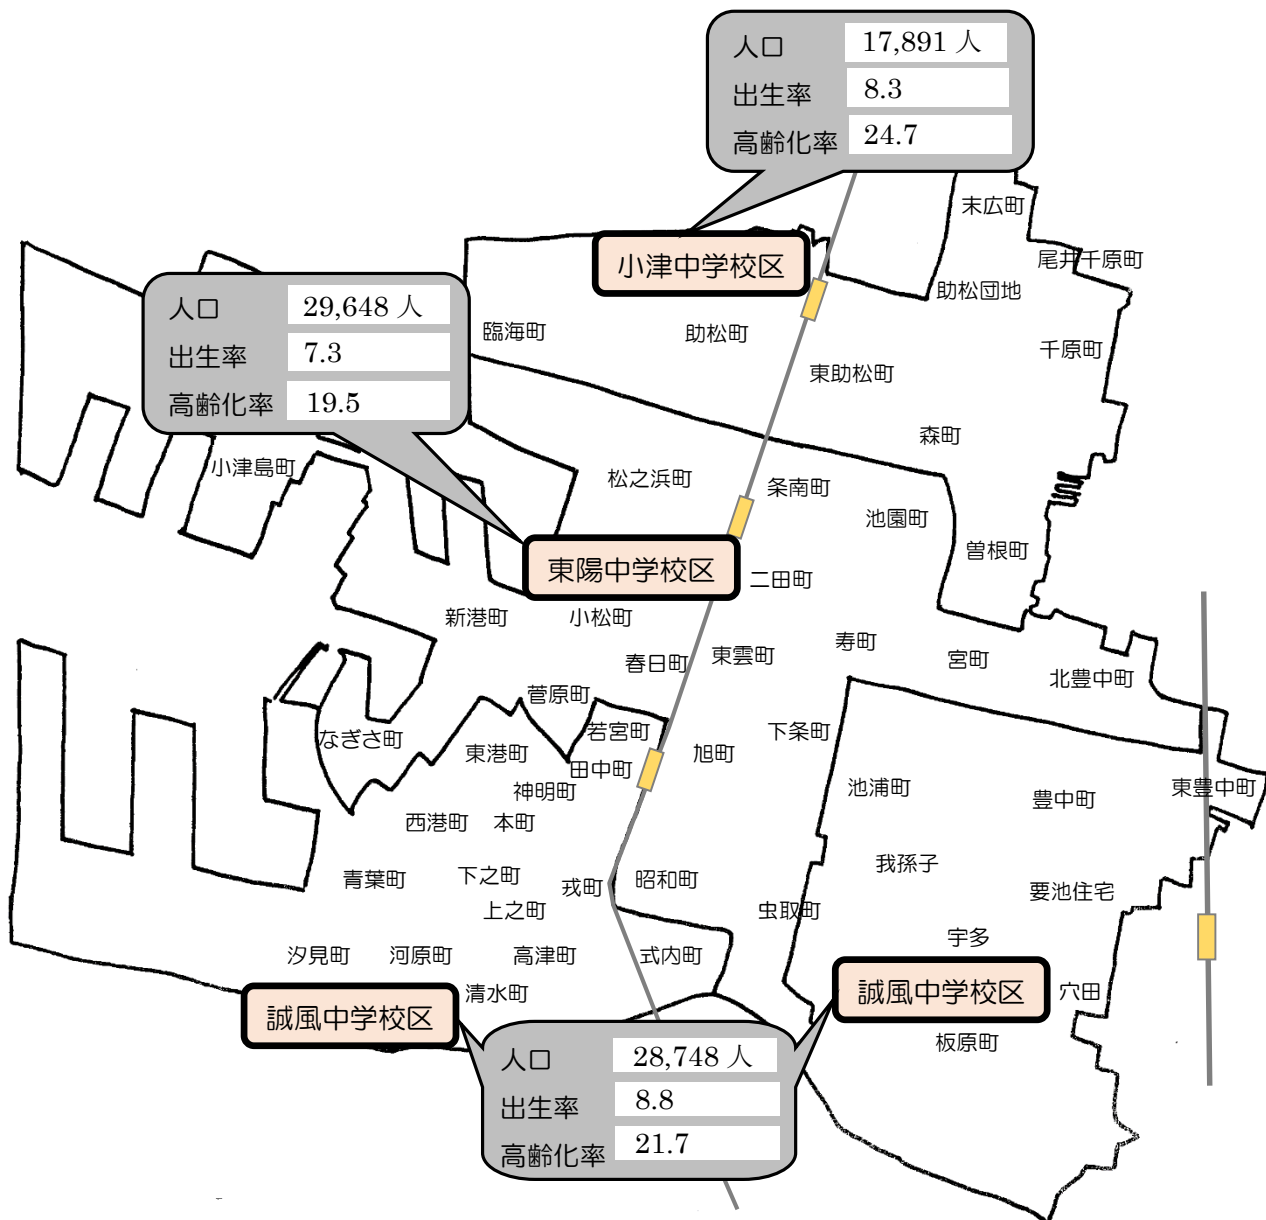 人口 17,891 人
出生率 8.3
高齢化率 24.7
末広町
尾井千原町
小津中学校区
助松団地
人口 29,648 人
出生率 7.3
高齢化率 19.5
臨海町
助松町
千原町
東助松町
森町
小津島町
松之浜町
条南町
池園町
曽根町
東陽中学校区
二田町
新港町
小松町
寿町
東雲町
春日町
宮町
北豊中町
菅原町
若宮町
下条町
なぎさ町
東港町
旭町
田中町
神明町
池浦町
豊中町
東豊中町
西港町
本町
我孫子
青葉町
下之町
戎町
昭和町
要池住宅
上之町
虫取町
宇多
汐見町
河原町
高津町
式内町
清水町
誠風中学校区
穴田
誠風中学校区
板原町
人口 28,748 人
出生率 8.8
高齢化率 21.7